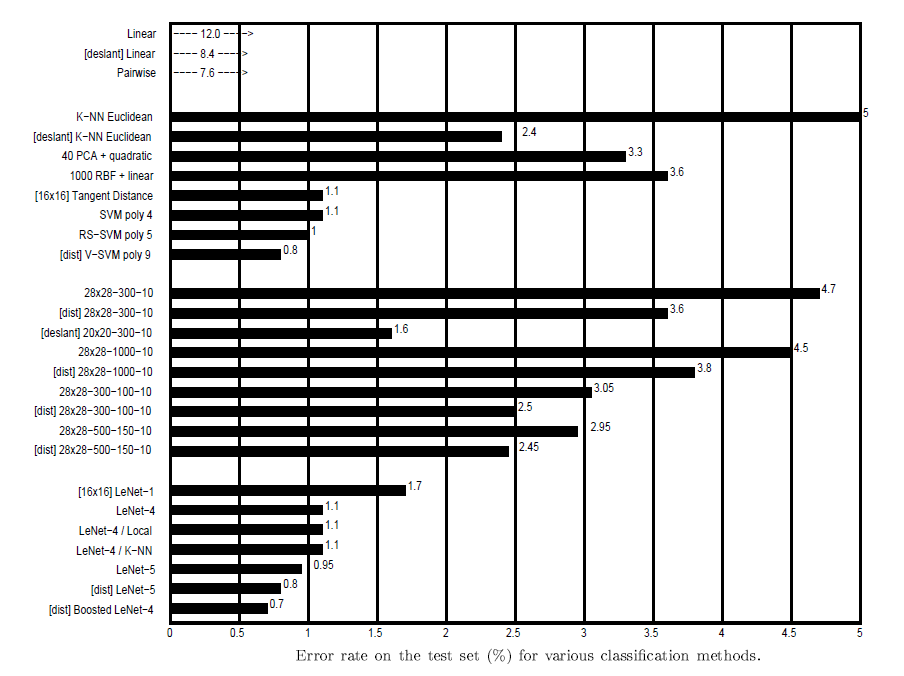 Linear ---- 12.0 ---->
[deslant] Linear ---- 8.4 ---->
Pairwise ---- 7.6 ---->
K−NN Euclidean 5
[deslant] K−NN Euclidean 2.4
40 PCA + quadratic 3.3
1000 RBF + linear 3.6
[16x16] Tangent Distance 1.1
SVM poly 4 1.1
RS−SVM poly 5 1
[dist] V−SVM poly 9 0.8
28x28−300−10 4.7
[dist] 28x28−300−10 3.6
[deslant] 20x20−300−10 1.6
28x28−1000−10 4.5
[dist] 28x28−1000−10 3.8
28x28−300−100−10 3.05
[dist] 28x28−300−100−10 2.5
28x28−500−150−10 2.95
[dist] 28x28−500−150−10 2.45
[16x16] LeNet−1 1.7
LeNet−4 1.1
LeNet−4 / Local 1.1
LeNet−4 / K−NN 1.1
LeNet−5 0.95
[dist] LeNet−5 0.8
[dist] Boosted LeNet−4 0.7
0 0.5 1 1.5 2 2.5 3 3.5 4 4.5 5
Error rate on the test set (%) for various classification methods.